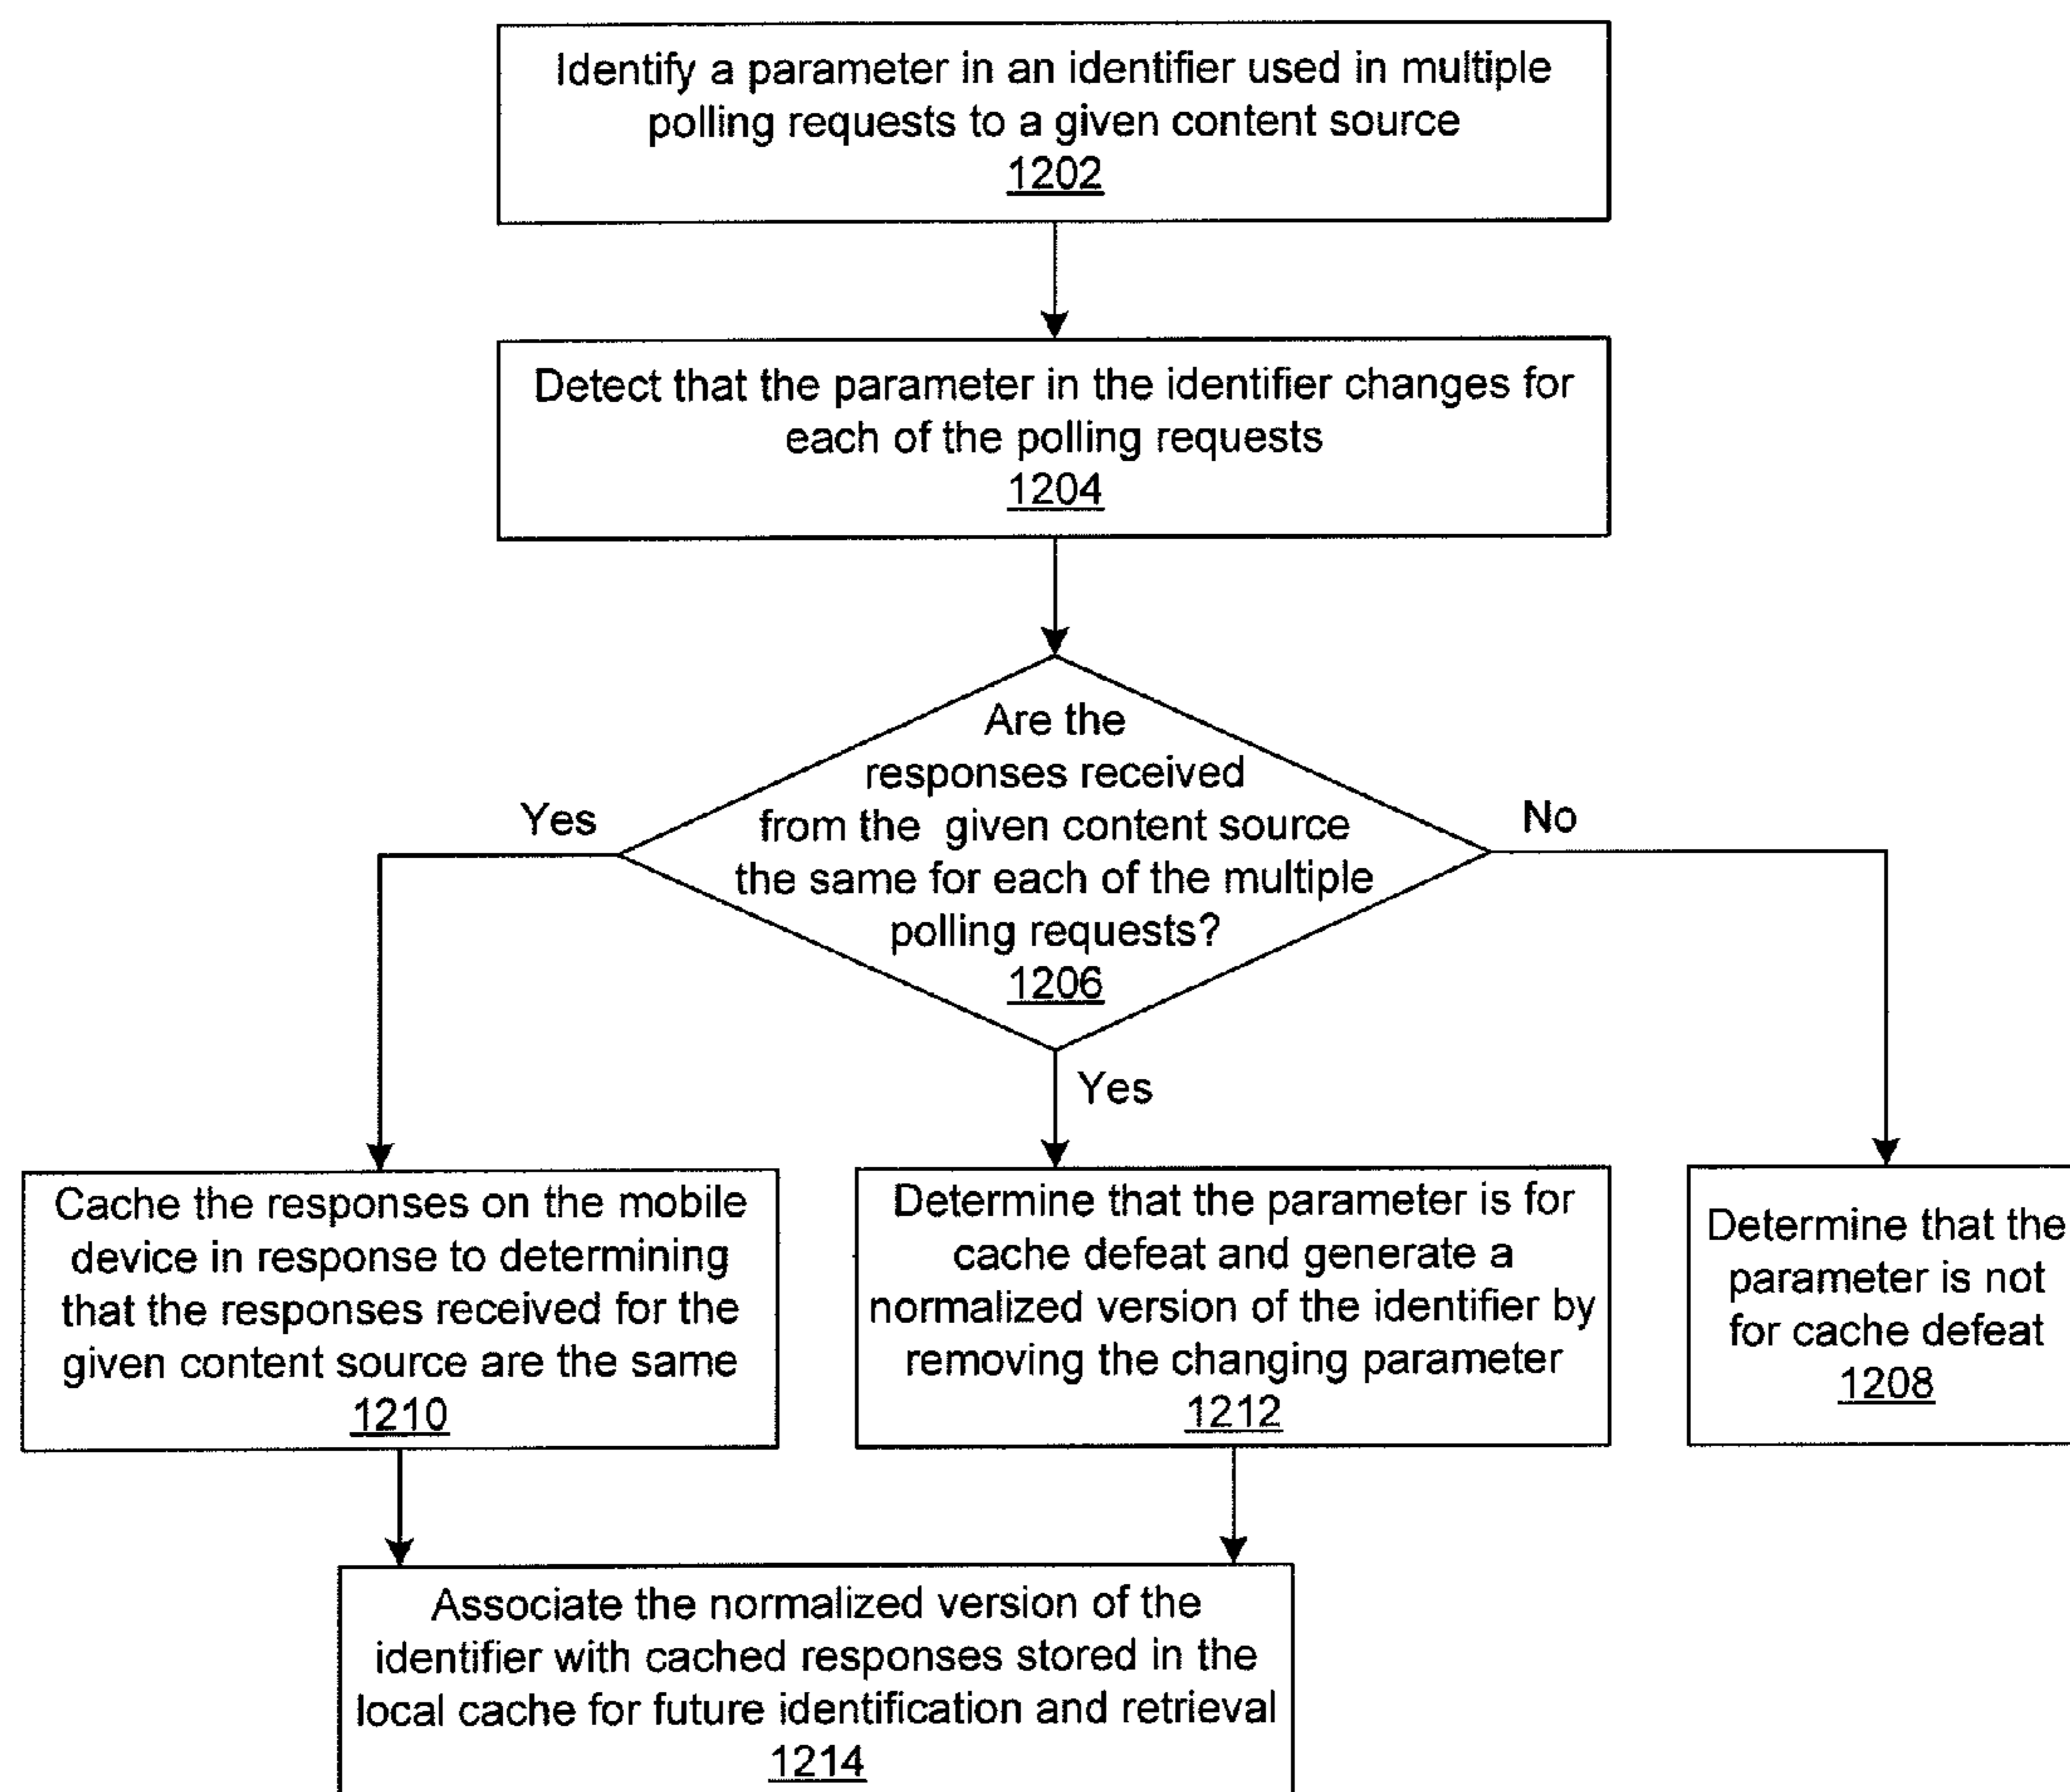 Identify a parameter in an identifier used in multiple
polling requests to a given content source
1202
Detect that the parameter in the identifier changes for
each of the polling requests
1204
Are the
responses received
from the given content source
the same for each of the multiple
polling requests?
1206
Yes
No
Yes
Cache the responses on the mobile
device in response to determining
that the responses received for the
given content source are the same
1210
Determine that the parameter is for
cache defeat and generate a
normalized version of the identifier by
removing the changing parameter
1212
Determine that the
parameter is not
for cache defeat
1208
Associate the normalized version of the
identifier with cached responses stored in the
local cache for future identification and retrieval
1214